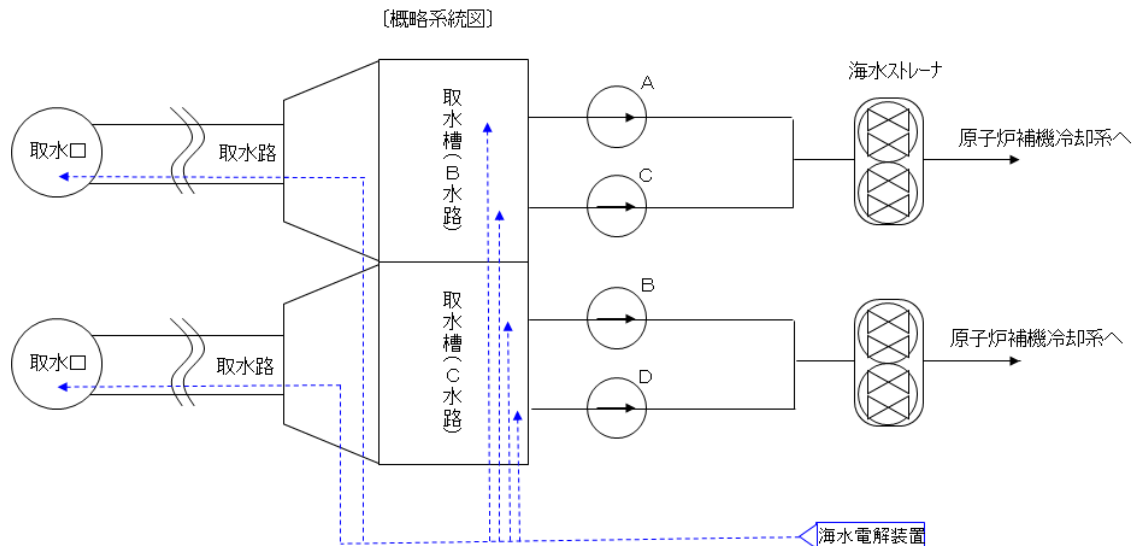 〔概略系統図〕
海水ストレーナ
A
取水槽(B水路)
取水口
取水路
原子炉補機冷却系へ
C
B
取水槽(C水路)
取水口
取水路
原子炉補機冷却系へ
D
海水電解装置